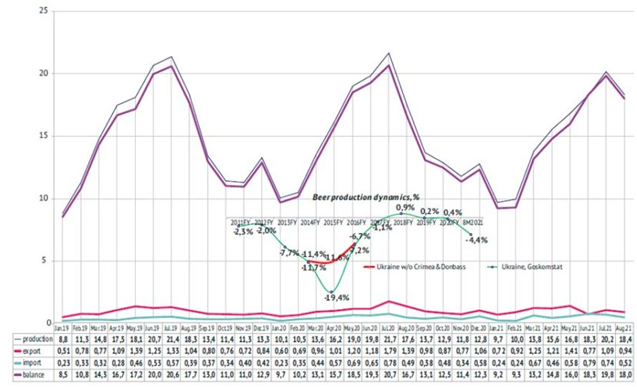 25
20
15
10
5
0
Beer production dynamics,%
2012FY 2013FY 2014FY 2015FY 2016FY 2018FY 2019FY 8M2021
-2,3% -2,0% -7,7% -11,4% -11,7% -11,6% -19,4% -6,7% -7,2% -1,1% 0,9% 0,2% 0,4% -4,4%
Ukraine w/o Crimea&Donbass Ukraine, Goskomstat
Jan.19 Feb.19 Mar.19 Apr.19 May.19 Jun.19 Jul.19 Aug.19 Sep.19 Oct.19 Nov.19 Dec.19 Jan.20 Feb.20 Mar.20 Apr.20 May.20 Jun.20 Jul.20 Aug.20 Sep.20 Oct.20 Nov.20 Dec.20 Jan.21 Feb.21 Mar.21 Apr.21 May.21 Jun.21 Jul.21 Aug.21
production 8,8 11,3 14,8 17,5 18,1 20,7 21,4 18,3 13,4 11,4 11,3 13,3 10,1 10,5 13,6 16,2 19,0 19,8 21,7 17,6 13,7 12,9 11,8 12,8 9,7 10,0 13,8 15,6 16,8 18,3 20,2 18,4
export 0,51 0,78 0,77 1,09 1,39 1,25 1,33 1,04 0,80 0,76 0,72 0,84 0,60 0,69 0,96 1,01 1,20 1,18 1,79 1,39 0,98 0,87 0,77 1,06 0,72 0,92 1,25 1,21 1,41 0,77 1,09 0,94
import 0,23 0,33 0,32 0,28 0,46 0,53 0,57 0,39 0,37 0,34 0,40 0,42 0,23 0,35 0,55 0,44 0,57 0,69 0,65 0,78 0,49 0,38 0,58 0,34 0,24 0,23 0,67 0,46 0,58 0,79 0,74 0,52
balance 8,5 10,8 14,3 16,7 17,2 20,0 20,6 17,7 13,0 11,0 11,0 12,9 9,7 10,2 13,1 15,7 18,5 19,3 20,7 16,7 13,1 12,5 11,4 12,3 9,2 9,3 13,2 14,8 16,0 18,3 19,8 18,0